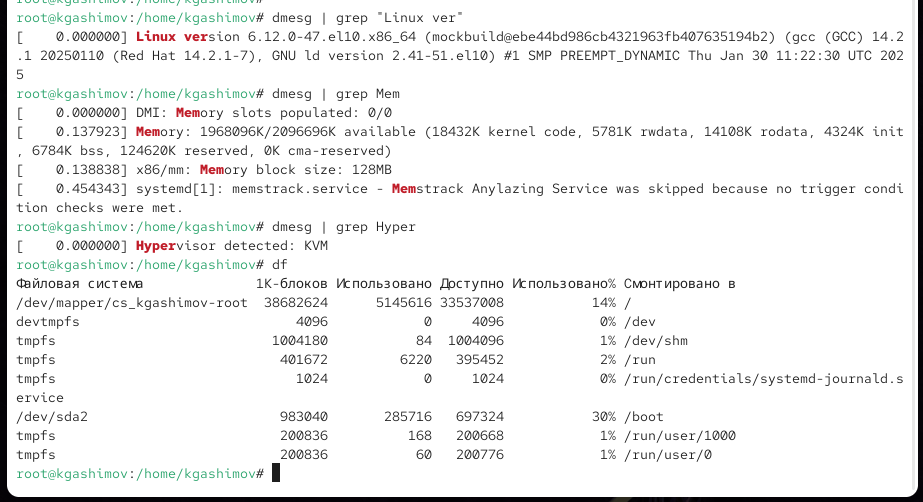 root@kgashimov:/home/kgashimov# dmesg | grep "Linux ver"
[    0.000000] Linux version 6.12.0-47.el10.x86_64 (mockbuild@ebe44bd986cb4321963fb407635194b2) (gcc (GCC) 14.2
.1 20250110 (Red Hat 14.2.1-7), GNU ld version 2.41-51.el10) #1 SMP PREEMPT_DYNAMIC Thu Jan 30 11:22:30 UTC 202
5
root@kgashimov:/home/kgashimov# dmesg | grep Mem
[    0.000000] DMI: Memory slots populated: 0/0
[    0.137923] Memory: 1968096K/2096696K available (18432K kernel code, 5781K rwdata, 14108K rodata, 4324K init
, 6784K bss, 124620K reserved, 0K cma-reserved)
[    0.138838] x86/mm: Memory block size: 128MB
[    0.454343] systemd[1]: memstrack.service - Memstrack Anylazing Service was skipped because no trigger condi
tion checks were met.
root@kgashimov:/home/kgashimov# dmesg | grep Hyper
[    0.000000] Hypervisor detected: KVM
root@kgashimov:/home/kgashimov# df
Файловая система              1K-блоков Использовано Доступно Использовано% Cмонтировано в
/dev/mapper/cs_kgashimov-root  38682624      5145616 33537008           14% /
devtmpfs                           4096            0     4096            0% /dev
tmpfs                           1004180           84  1004096            1% /dev/shm
tmpfs                            401672         6220   395452            2% /run
tmpfs                              1024            0     1024            0% /run/credentials/systemd-journald.s
ervice
/dev/sda2                        983040       285716   697324           30% /boot
tmpfs                            200836          168   200668            1% /run/user/1000
tmpfs                            200836           60   200776            1% /run/user/0
root@kgashimov:/home/kgashimov#